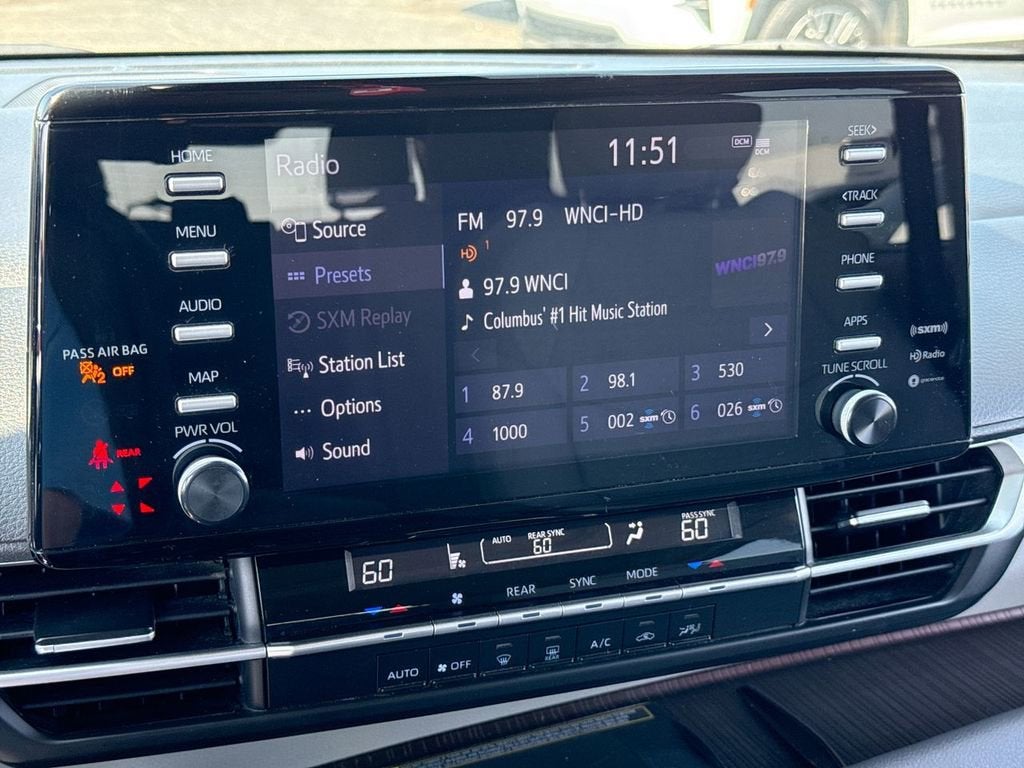 HOME
MENU
AUDIO
MAP
PWR VOL
PASS AIR BAG
2 OFF
REAR
Radio
11:51
DCM
DCM
Source
Presets
SXM Replay
Station List
Options
Sound
FM 97.9 WNCI-HD
HD 1
97.9 WNCI
Columbus' #1 Hit Music Station
WNCI97.9
<
>
1 87.9
2 98.1
3 530
4 1000
5 002 sxm
6 026 sxm
SEEK>
<TRACK
PHONE
APPS
TUNE SCROLL
((sxm))
HD Radio
gracenote
60
AUTO
REAR SYNC
60
PASS SYNC
60
REAR
SYNC
MODE
AUTO
OFF
REAR
A/C